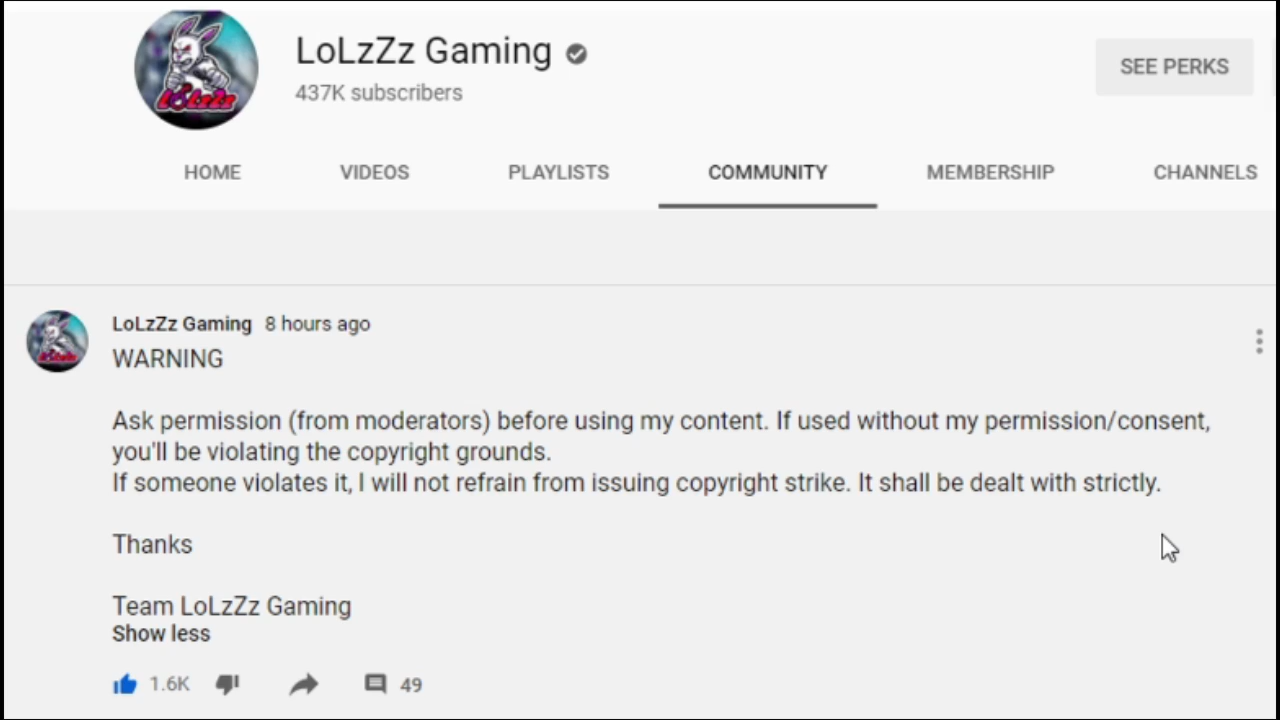 LoLzZz Gaming
437K subscribers
SEE PERKS
HOME VIDEOS PLAYLISTS COMMUNITY MEMBERSHIP CHANNELS
LoLzZz Gaming 8 hours ago
WARNING
Ask permission (from moderators) before using my content. If used without my permission/consent,
you'll be violating the copyright grounds.
If someone violates it, I will not refrain from issuing copyright strike. It shall be dealt with strictly.
Thanks
Team LoLzZz Gaming
Show less
1.6K 49